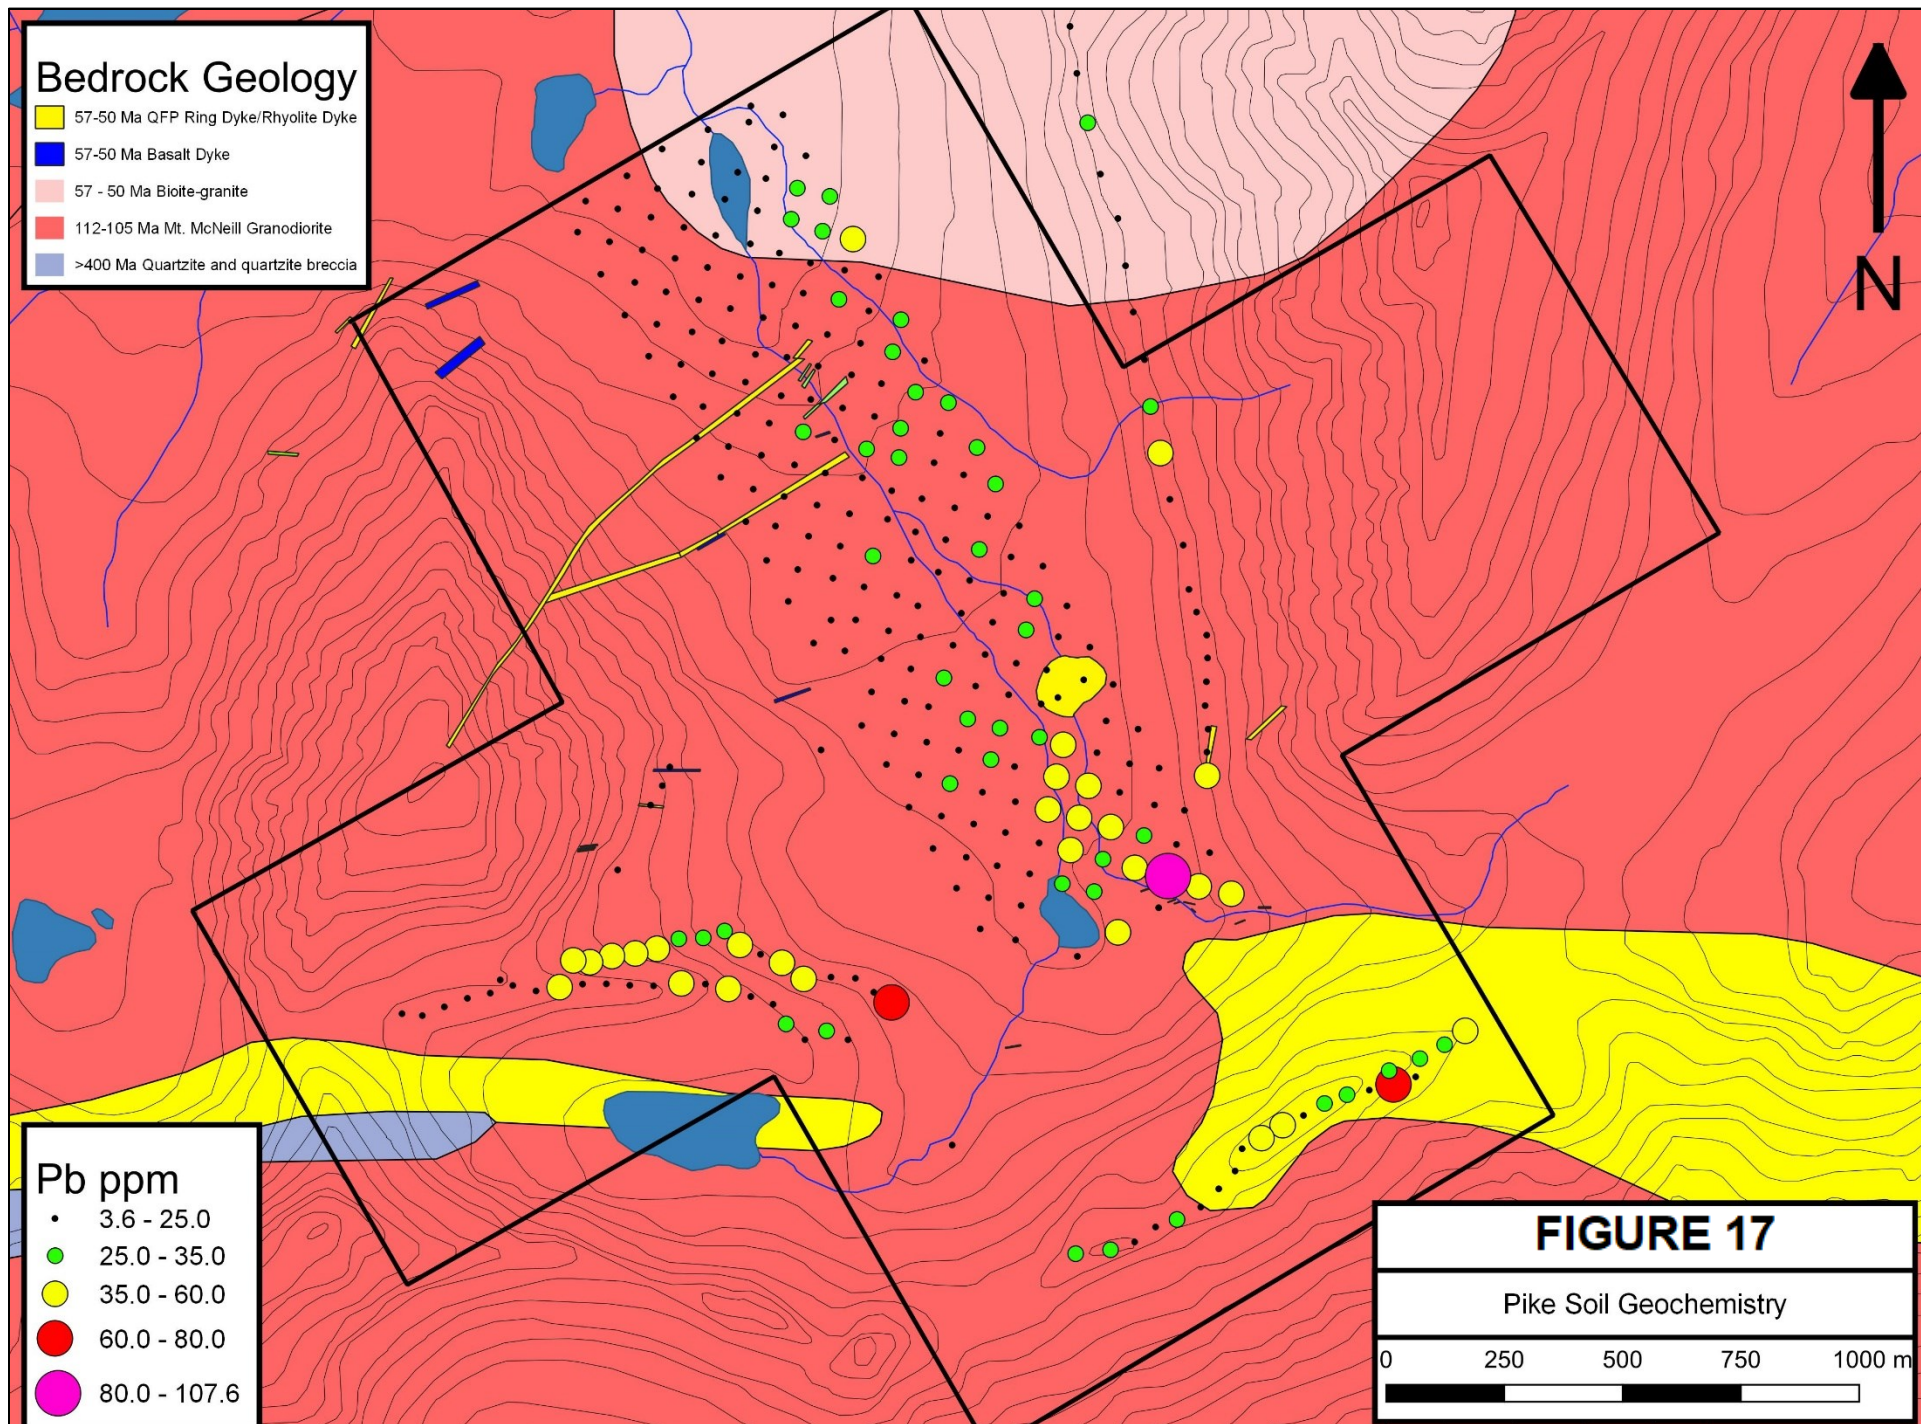 Bedrock Geology
57-50 Ma QFP Ring Dyke/Rhyolite Dyke
57-50 Ma Basalt Dyke
57 - 50 Ma Bioite-granite
112-105 Ma Mt. McNeill Granodiorite
>400 Ma Quartzite and quartzite breccia
N
Pb ppm
3.6 - 25.0
25.0 - 35.0
35.0 - 60.0
60.0 - 80.0
80.0 - 107.6
FIGURE 17
Pike Soil Geochemistry
0 250 500 750 1000 m